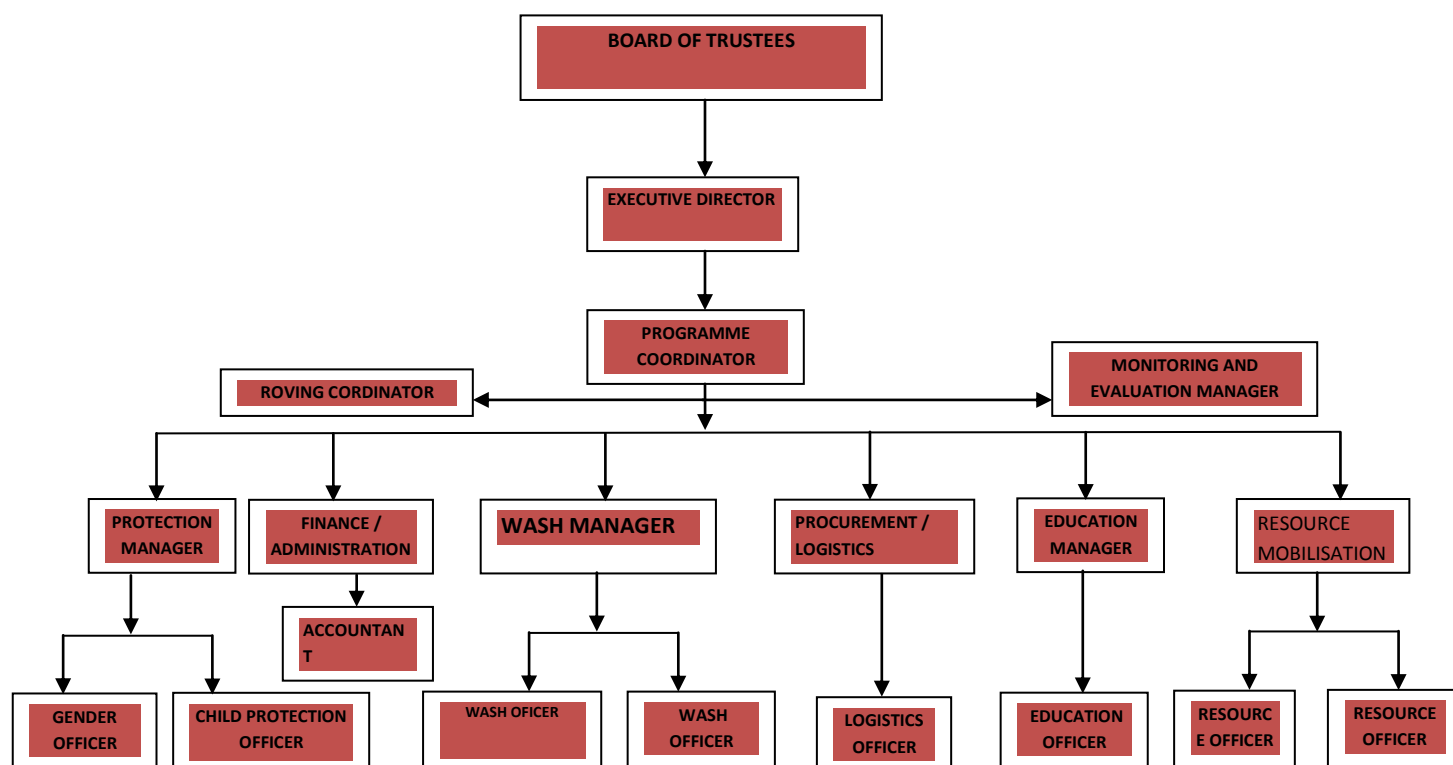 BOARD OF TRUSTEES
EXECUTIVE DIRECTOR
PROGRAMME
COORDINATOR
ROVING CORDINATOR
MONITORING AND
EVALUATION MANAGER
PROTECTION
MANAGER
FINANCE /
ADMINISTRATION
WASH MANAGER
PROCUREMENT /
LOGISTICS
EDUCATION
MANAGER
RESOURCE
MOBILISATION
ACCOUNTAN
T
GENDER
OFFICER
CHILD PROTECTION
OFFICER
WASH OFICER
WASH
OFFICER
LOGISTICS
OFFICER
EDUCATION
OFFICER
RESOURC
E OFFICER
RESOURCE
OFFICER